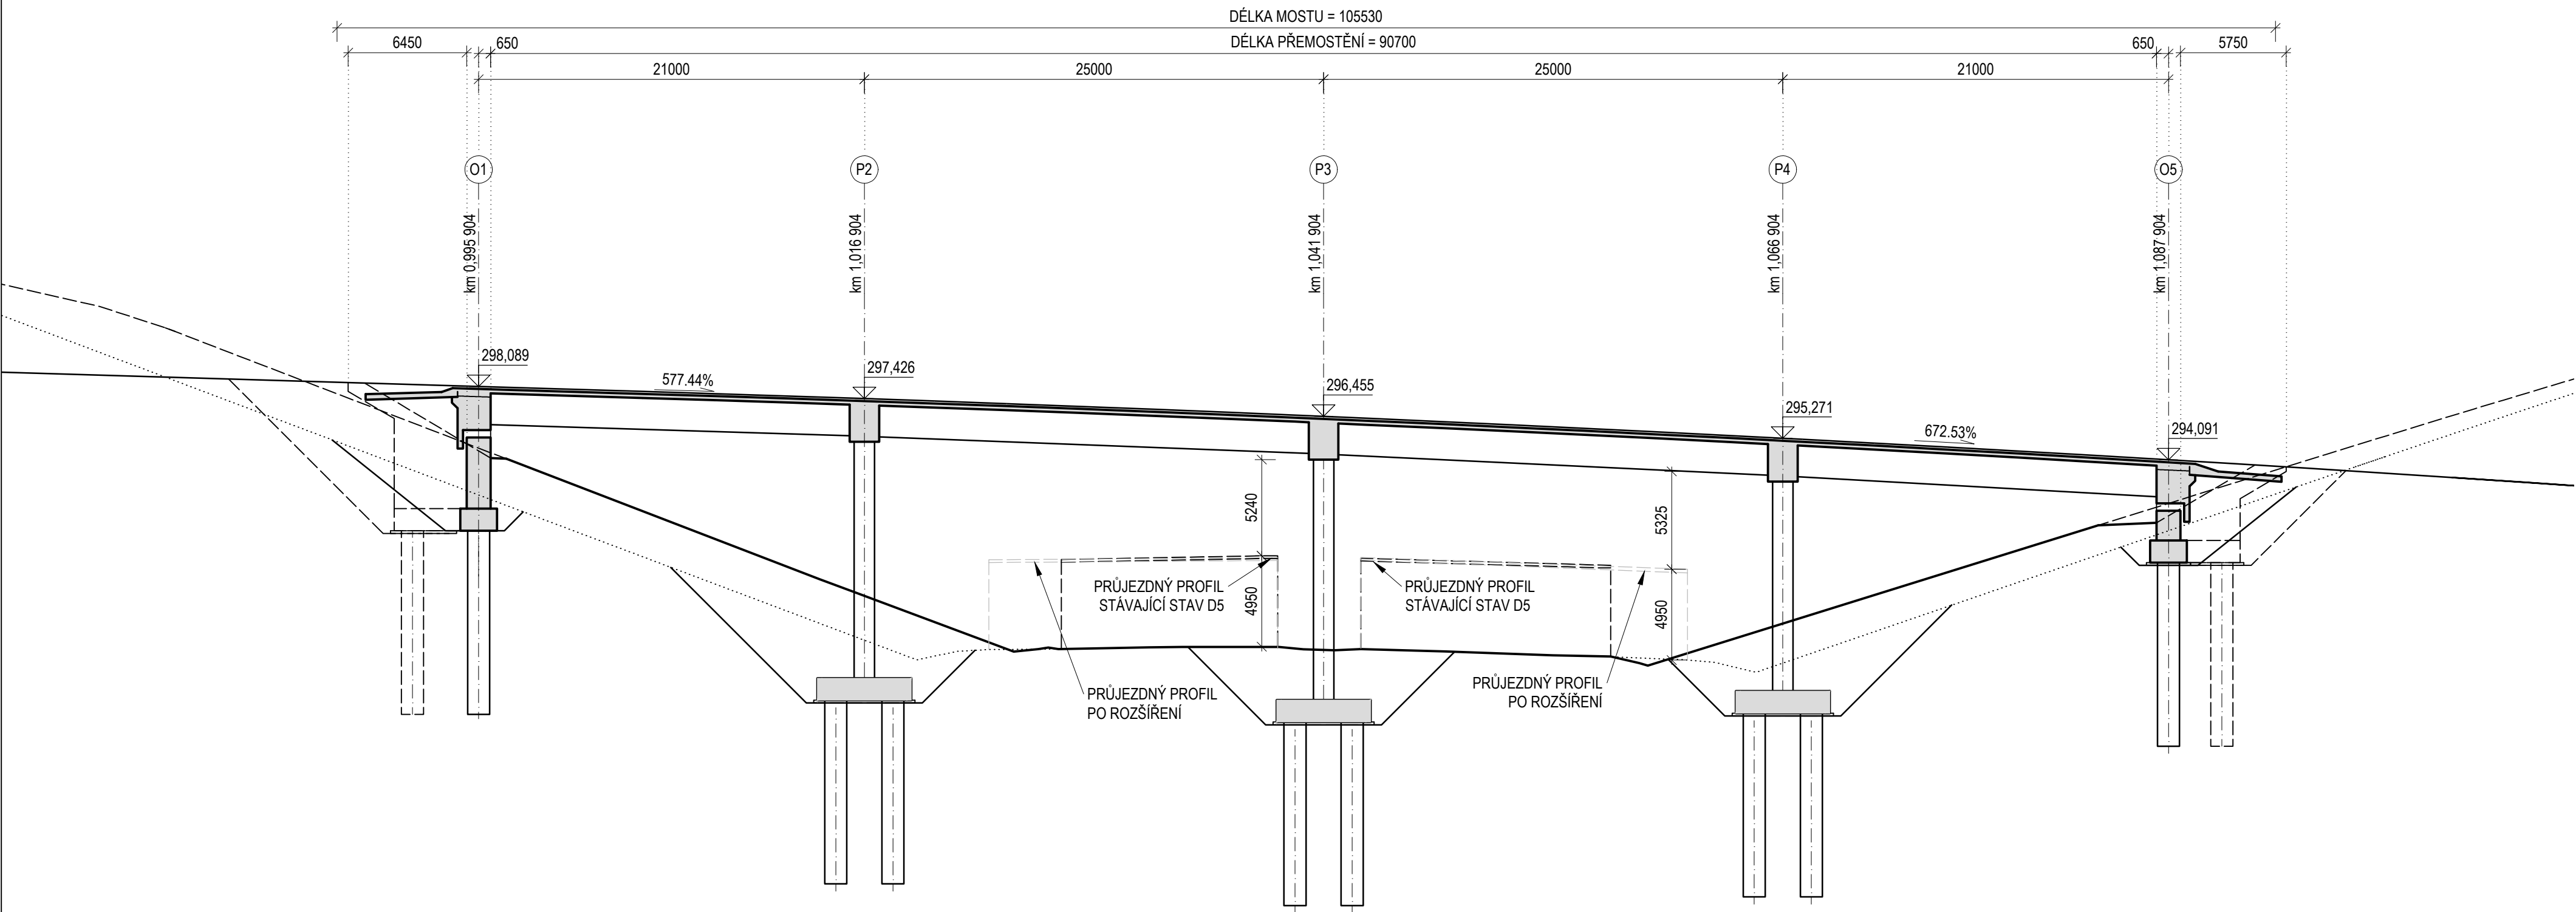 DÉLKA MOSTU = 105530
6450
650
DÉLKA PŘEMOSTĚNÍ = 90700
650
5750
21000
25000
25000
21000
O1
P2
P3
P4
O5
km 0,995 904
km 1,016 904
km 1,041 904
km 1,066 904
km 1,087 904
298,089
297,426
296,455
295,271
294,091
577.44%
672.53%
5240
5325
4950
4950
PRŮJEZDNÝ PROFIL
STÁVAJÍCÍ STAV D5
PRŮJEZDNÝ PROFIL
STÁVAJÍCÍ STAV D5
PRŮJEZDNÝ PROFIL
PO ROZŠÍŘENÍ
PRŮJEZDNÝ PROFIL
PO ROZŠÍŘENÍ